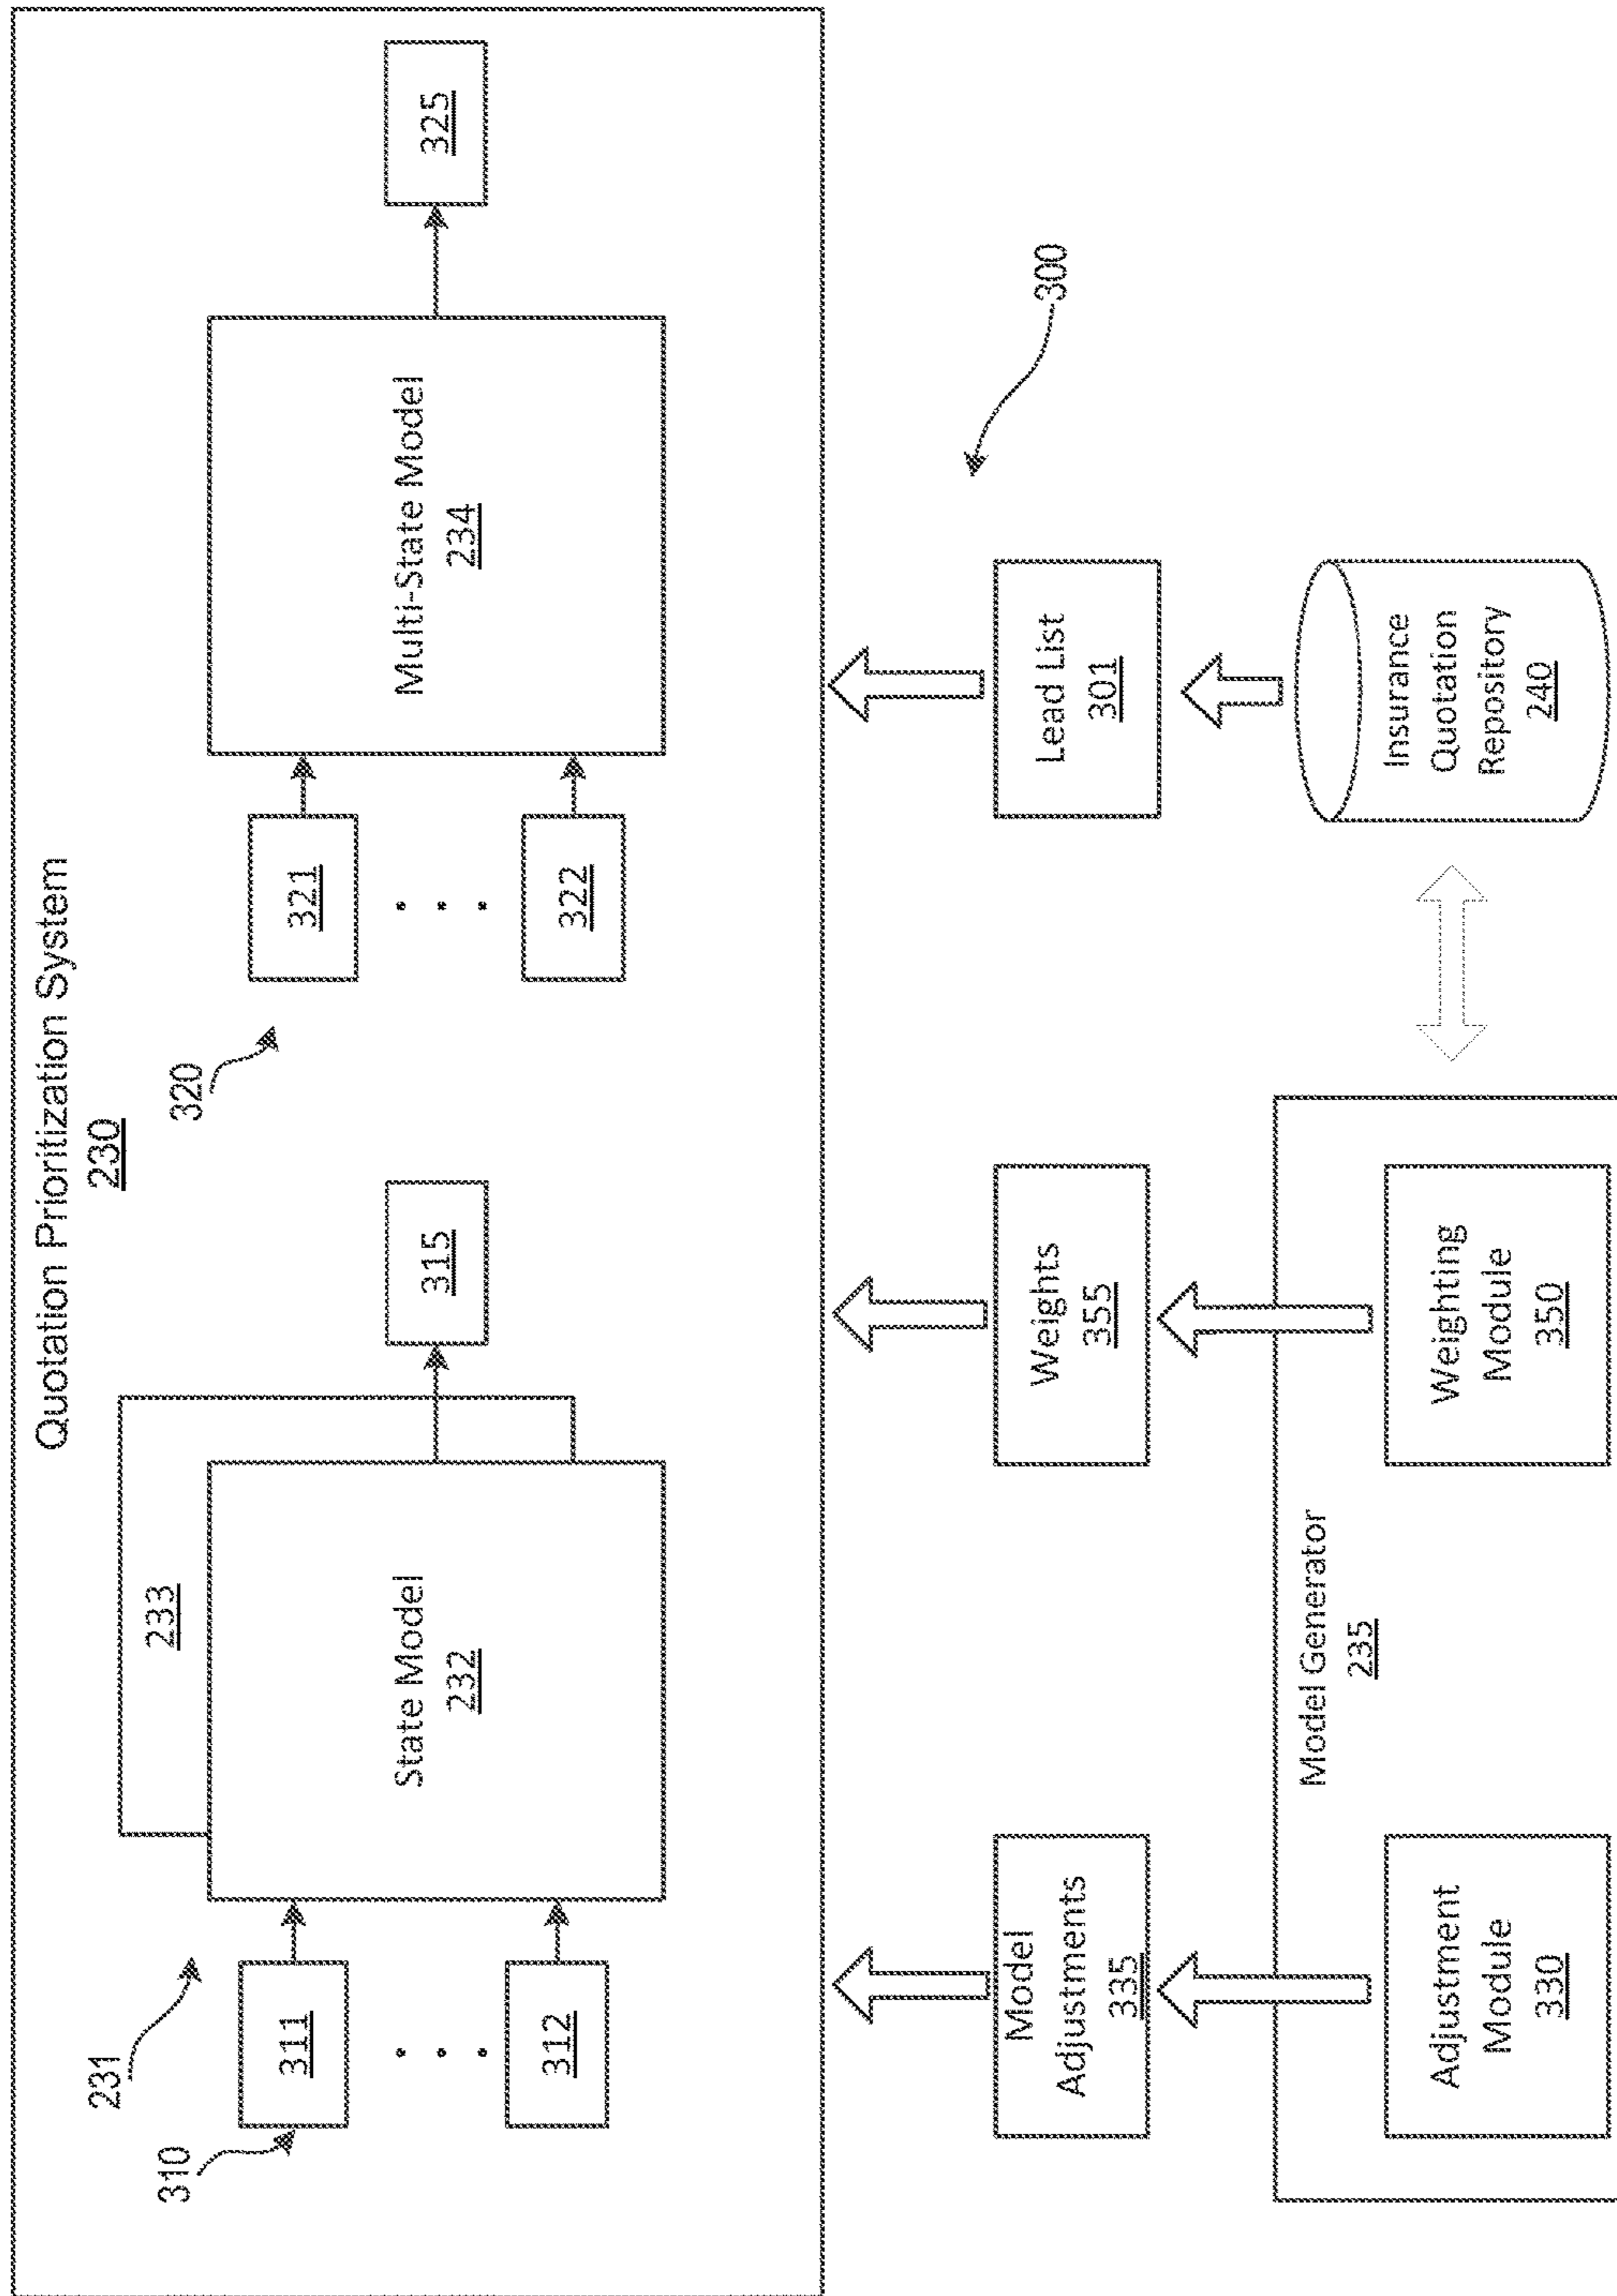 Quotation Prioritization System
230
231
310
311
312
233
State Model
232
315
320
321
322
Multi-State Model
234
325
300
Model
Adjustments
335
Weights
355
Lead List
301
Model Generator
235
Adjustment
Module
330
Weighting
Module
350
Insurance
Quotation
Repository
240